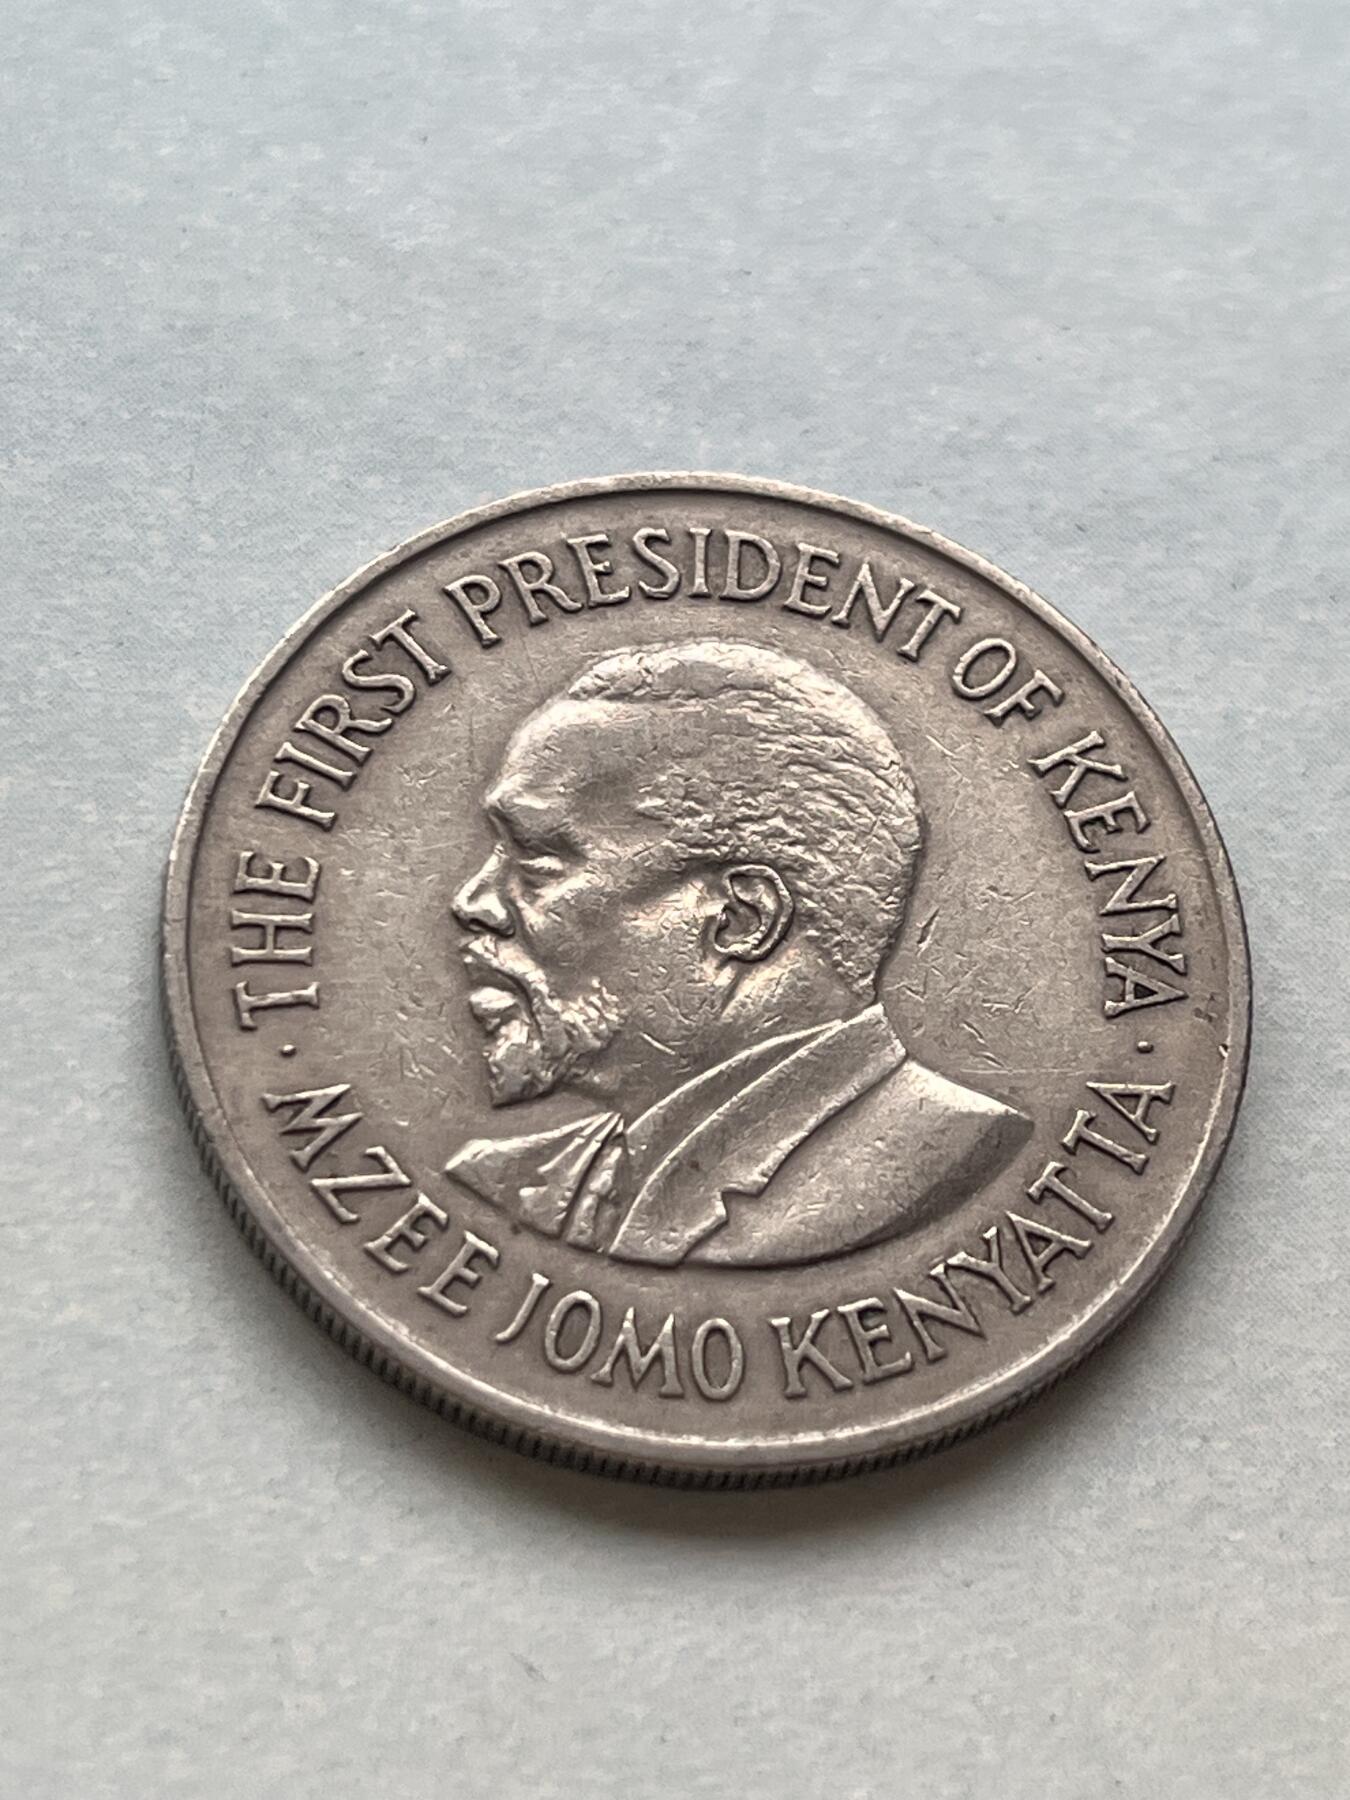 · THE FIRST PRESIDENT OF KENYA ·
MZEE JOMO KENYATTA